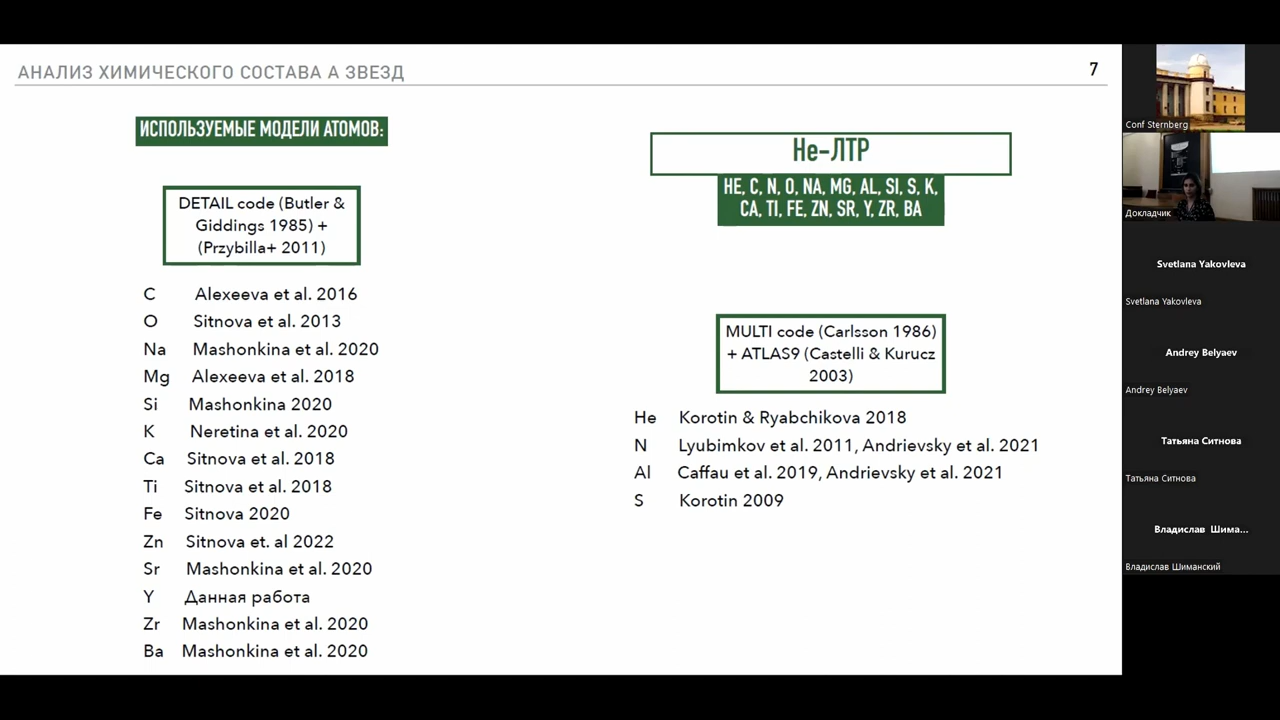 АНАЛИЗ ХИМИЧЕСКОГО СОСТАВА А ЗВЕЗД
7
ИСПОЛЬЗУЕМЫЕ МОДЕЛИ АТОМОВ:
DETAIL code (Butler &
Giddings 1985) +
(Przybilla+ 2011)
C Alexeeva et al. 2016
O Sitnova et al. 2013
Na Mashonkina et al. 2020
Mg Alexeeva et al. 2018
Si Mashonkina 2020
K Neretina et al. 2020
Ca Sitnova et al. 2018
Ti Sitnova et al. 2018
Fe Sitnova 2020
Zn Sitnova et. al 2022
Sr Mashonkina et al. 2020
Y Данная работа
Zr Mashonkina et al. 2020
Ba Mashonkina et al. 2020
Не-ЛТР
HE, C, N, O, NA, MG, AL, SI, S, K,
CA, TI, FE, ZN, SR, Y, ZR, BA
MULTI code (Carlsson 1986)
+ ATLAS9 (Castelli & Kurucz
2003)
He Korotin & Ryabchikova 2018
N Lyubimkov et al. 2011, Andrievsky et al. 2021
Al Caffau et al. 2019, Andrievsky et al. 2021
S Korotin 2009
Conf Sternberg
Докладчик
Svetlana Yakovleva
Svetlana Yakovleva
Andrey Belyaev
Andrey Belyaev
Татьяна Ситнова
Татьяна Ситнова
Владислав Шима...
Владислав Шиманский